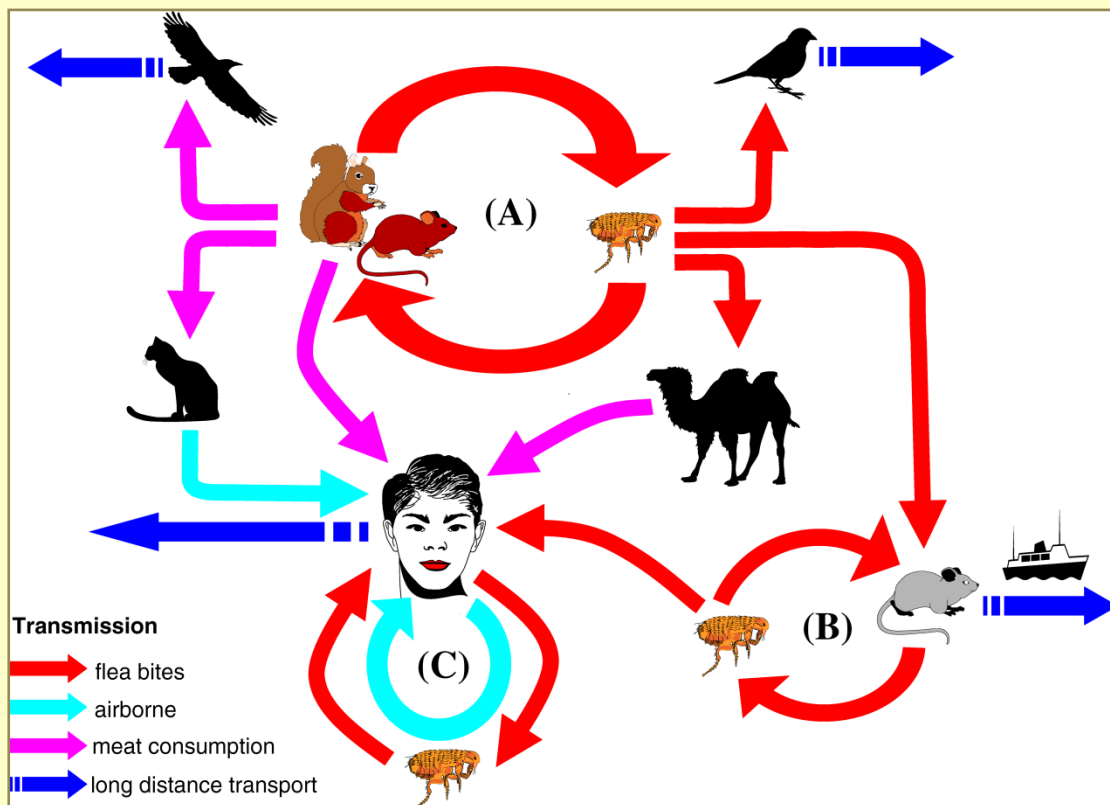 (A)
(B)
(C)
Transmission
flea bites
airborne
meat consumption
long distance transport